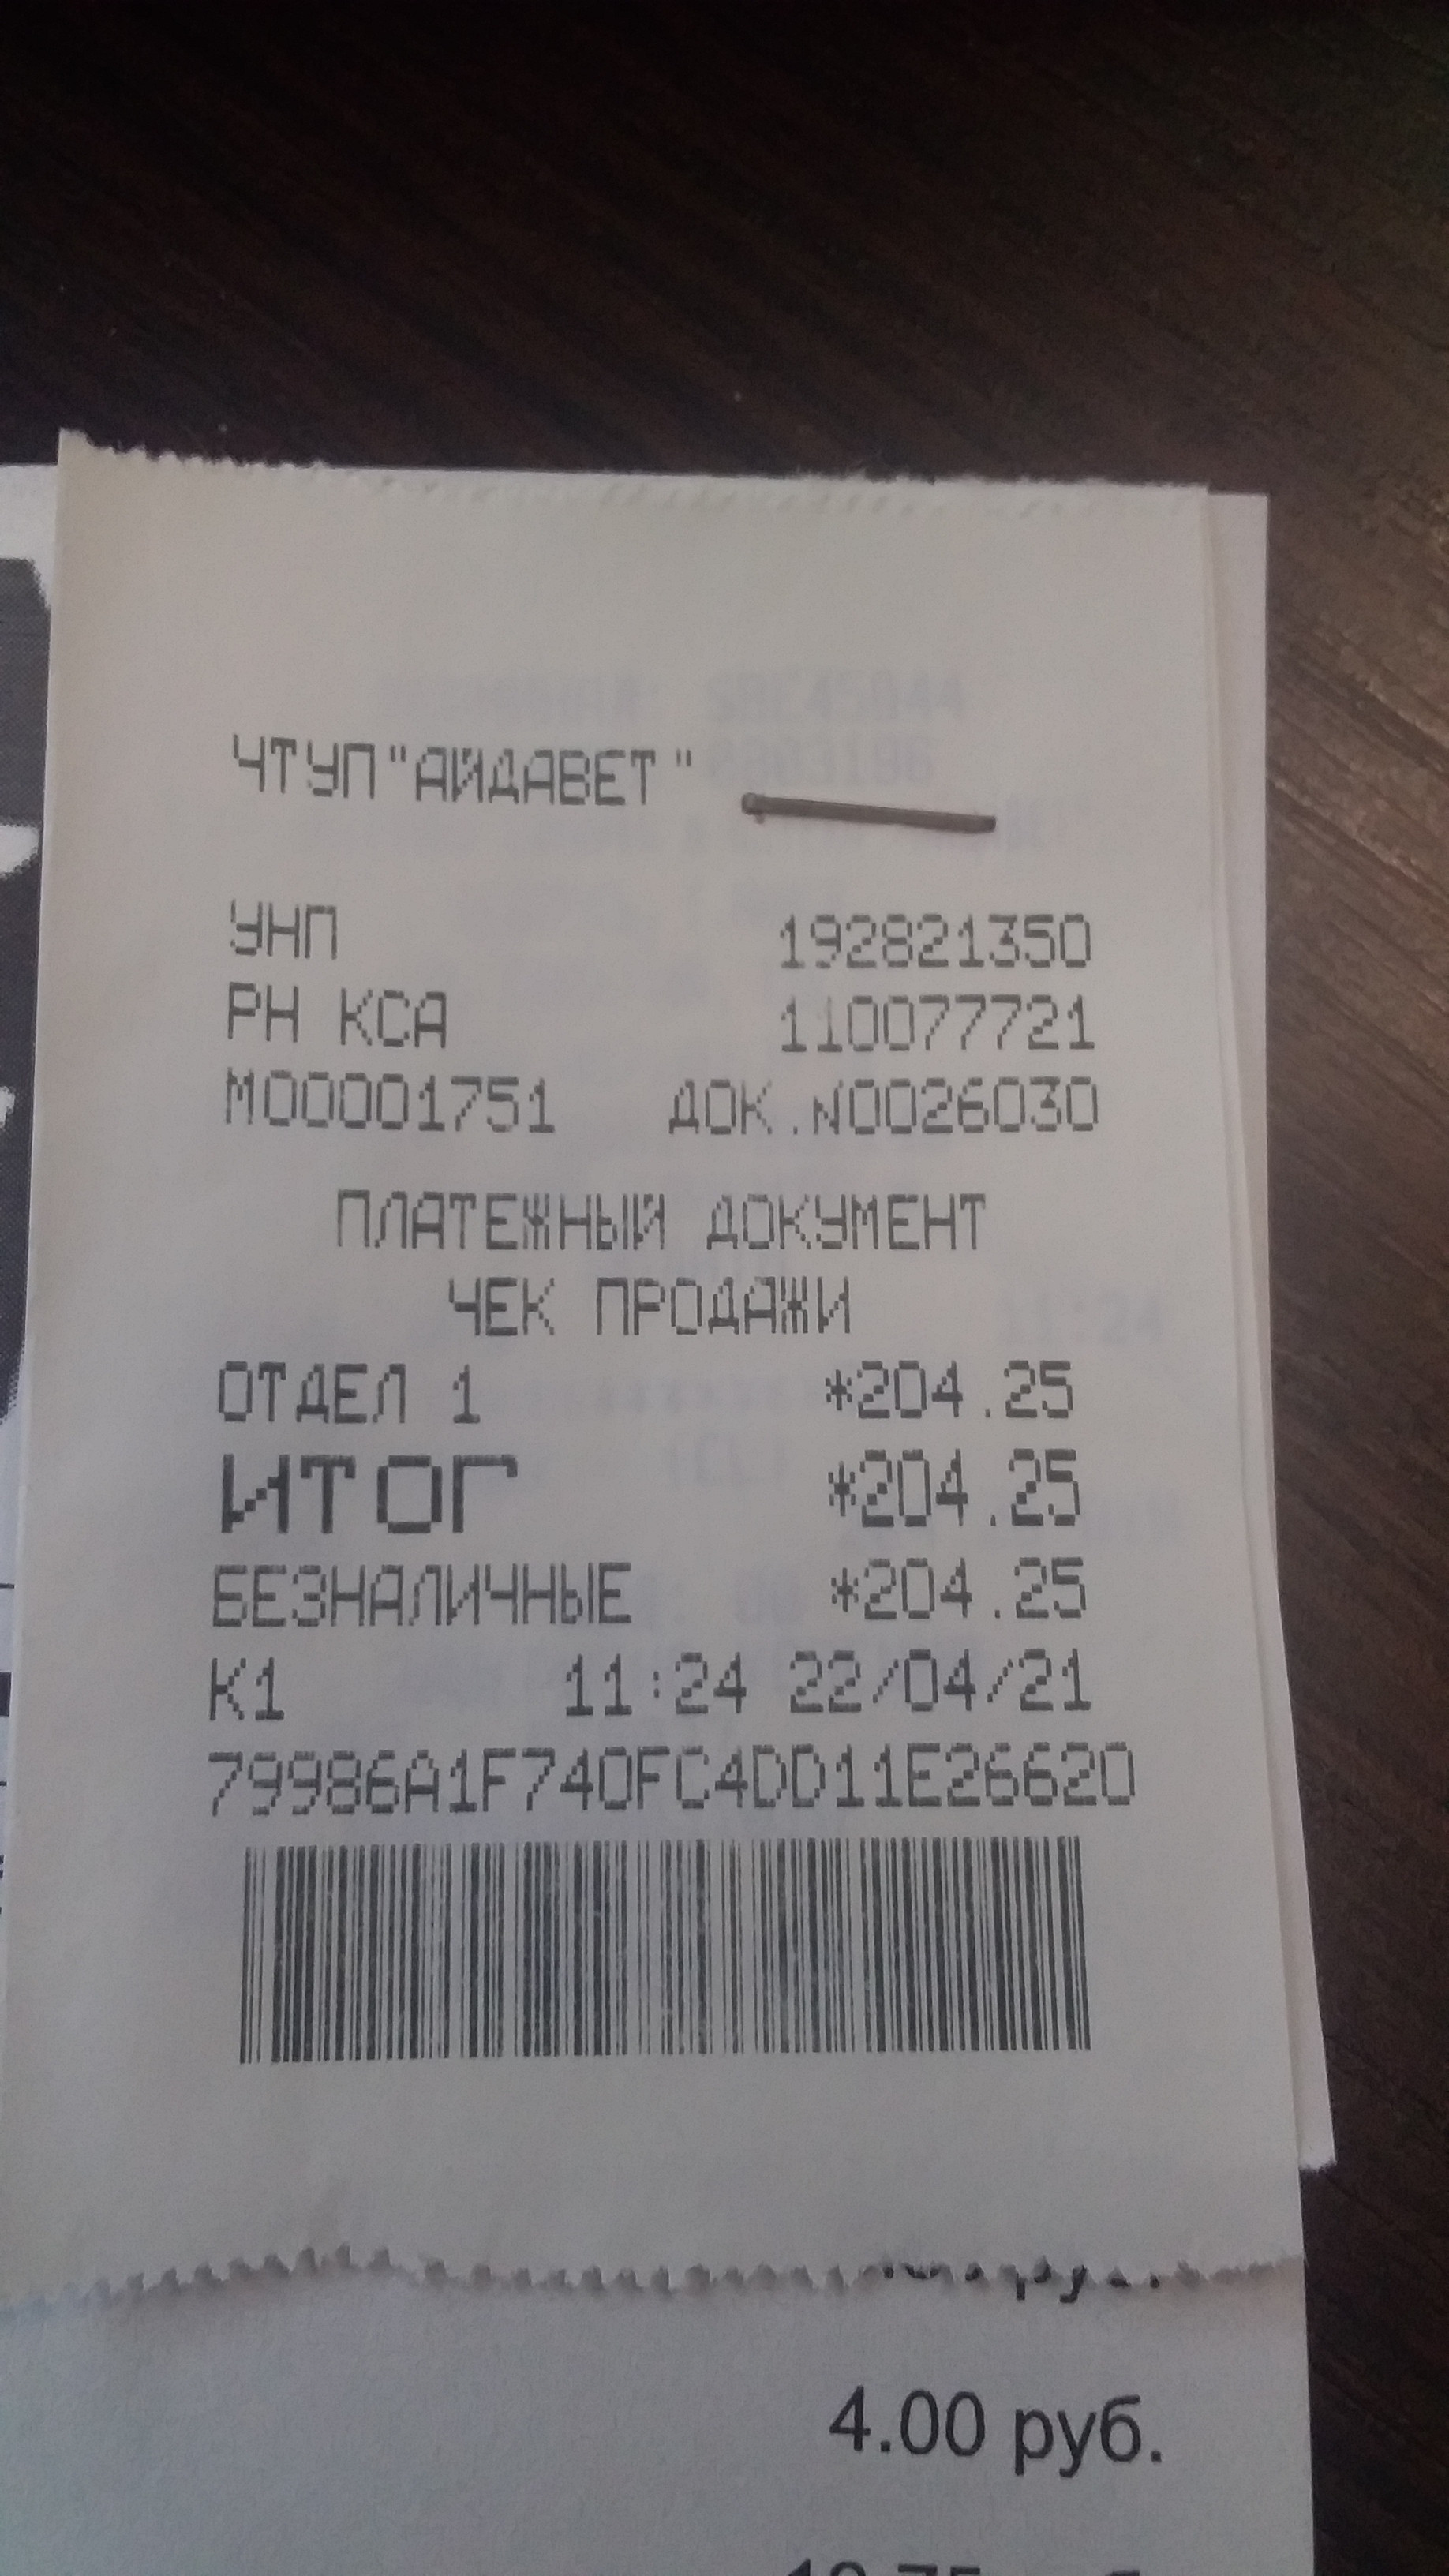 ЧТУП"АЙДАВЕТ"
УНП 192821350
РН КСА 110077721
М00001751 ДОК.N0026030
ПЛАТЕЖНЫЙ ДОКУМЕНТ
ЧЕК ПРОДАЖИ
ОТДЕЛ 1 *204.25
ИТОГ *204.25
БЕЗНАЛИЧНЫЕ *204.25
К1 11:24 22/04/21
79986A1F740FC4DD11E26620
4.00 руб.